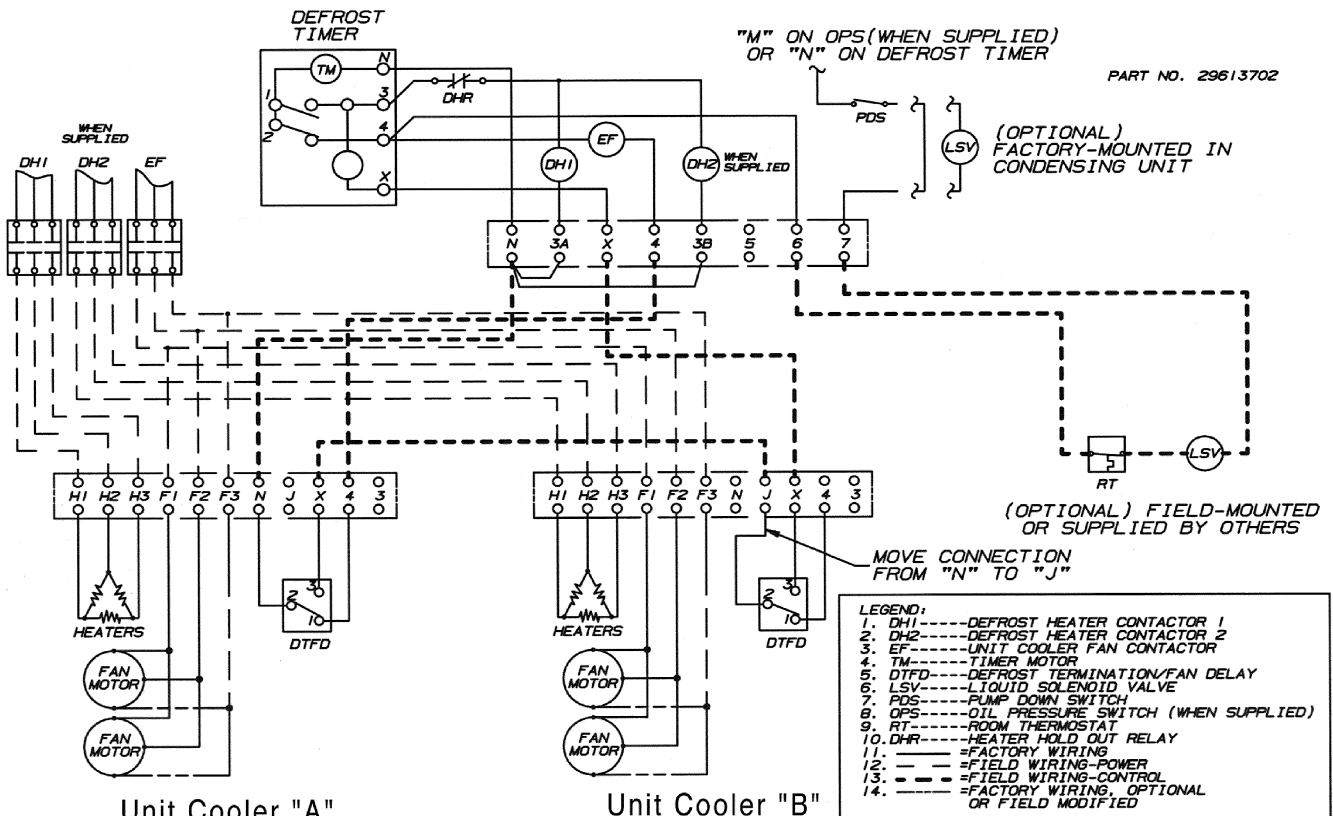 DEFROST
TIMER
"M" ON OPS(WHEN SUPPLIED)
OR "N" ON DEFROST TIMER
PART NO. 29613702
TM
N
1
3
DHR
2
4
EF
X
DH1
DH2
WHEN
SUPPLIED
PDS
LSV
(OPTIONAL)
FACTORY-MOUNTED IN
CONDENSING UNIT
WHEN
SUPPLIED
DH1 DH2 EF
N 3A X 4 3B 5 6 7
H1 H2 H3 F1 F2 F3 N J X 4 3
H1 H2 H3 F1 F2 F3 N J X 4 3
RT
LSV
(OPTIONAL) FIELD-MOUNTED
OR SUPPLIED BY OTHERS
MOVE CONNECTION
FROM "N" TO "J"
HEATERS
2 3 1
DTFD
HEATERS
2 3 1
DTFD
FAN
MOTOR
FAN
MOTOR
FAN
MOTOR
FAN
MOTOR
Unit Cooler "A"
Unit Cooler "B"
LEGEND:
1. DH1-----DEFROST HEATER CONTACTOR 1
2. DH2-----DEFROST HEATER CONTACTOR 2
3. EF------UNIT COOLER FAN CONTACTOR
4. TM------TIMER MOTOR
5. DTFD----DEFROST TERMINATION/FAN DELAY
6. LSV-----LIQUID SOLENOID VALVE
7. PDS-----PUMP DOWN SWITCH
8. OPS-----OIL PRESSURE SWITCH (WHEN SUPPLIED)
9. RT------ROOM THERMOSTAT
10. DHR-----HEATER HOLD OUT RELAY
11. =FACTORY WIRING
12. =FIELD WIRING-POWER
13. =FIELD WIRING-CONTROL
14. =FACTORY WIRING, OPTIONAL
OR FIELD MODIFIED